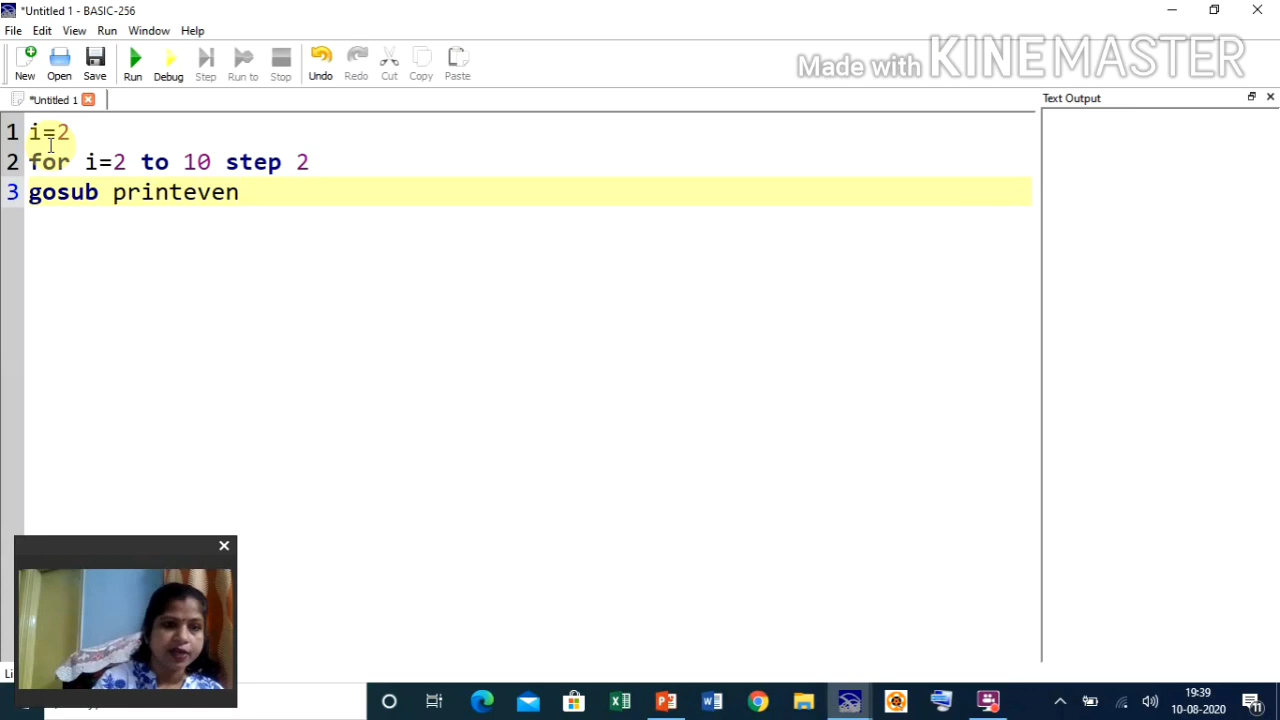 *Untitled 1 - BASIC-256
File Edit View Run Window Help
Made with KINEMASTER
New Open Save Run Debug Step Run to Stop Undo Redo Cut Copy Paste
*Untitled 1
Text Output
1 i=2
2 for i=2 to 10 step 2
3 gosub printeven
Li
19:39
10-08-2020
11